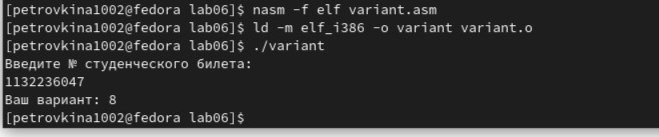 [petrovkina1002@fedora lab06]$ nasm -f elf variant.asm
[petrovkina1002@fedora lab06]$ ld -m elf_i386 -o variant variant.o
[petrovkina1002@fedora lab06]$ ./variant
Введите № студенческого билета:
1132236047
Ваш вариант: 8
[petrovkina1002@fedora lab06]$